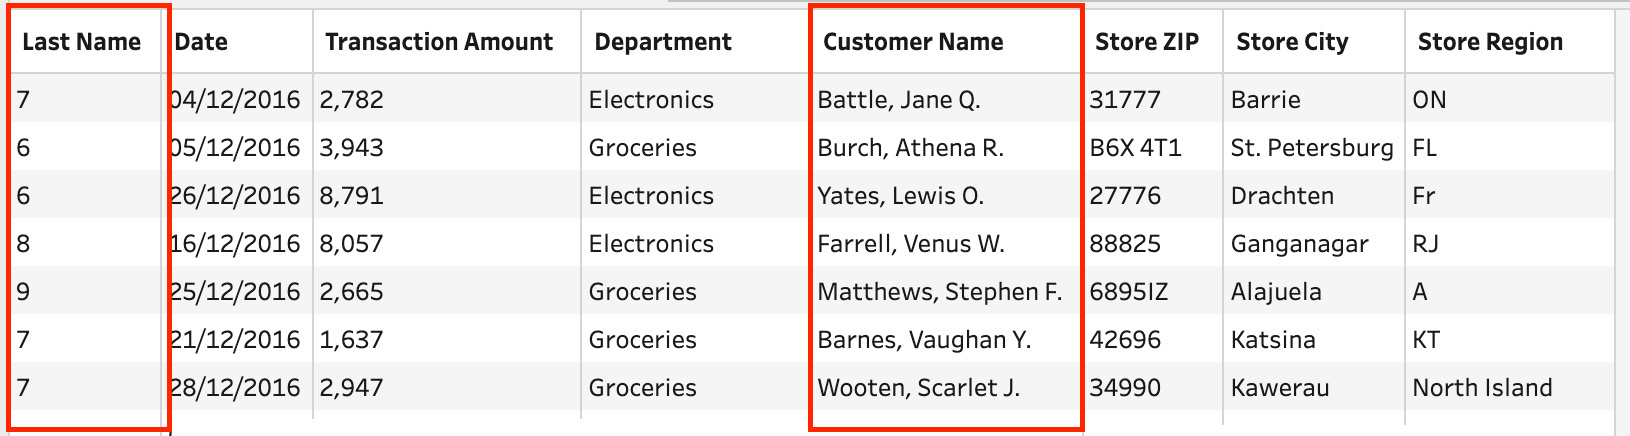 Last Name Date Transaction Amount Department Customer Name Store ZIP Store City Store Region
7 04/12/2016 2,782 Electronics Battle, Jane Q. 31777 Barrie ON
6 05/12/2016 3,943 Groceries Burch, Athena R. B6X 4T1 St. Petersburg FL
6 26/12/2016 8,791 Electronics Yates, Lewis O. 27776 Drachten Fr
8 16/12/2016 8,057 Electronics Farrell, Venus W. 88825 Ganganagar RJ
9 25/12/2016 2,665 Groceries Matthews, Stephen F. 6895IZ Alajuela A
7 21/12/2016 1,637 Groceries Barnes, Vaughan Y. 42696 Katsina KT
7 28/12/2016 2,947 Groceries Wooten, Scarlet J. 34990 Kawerau North Island